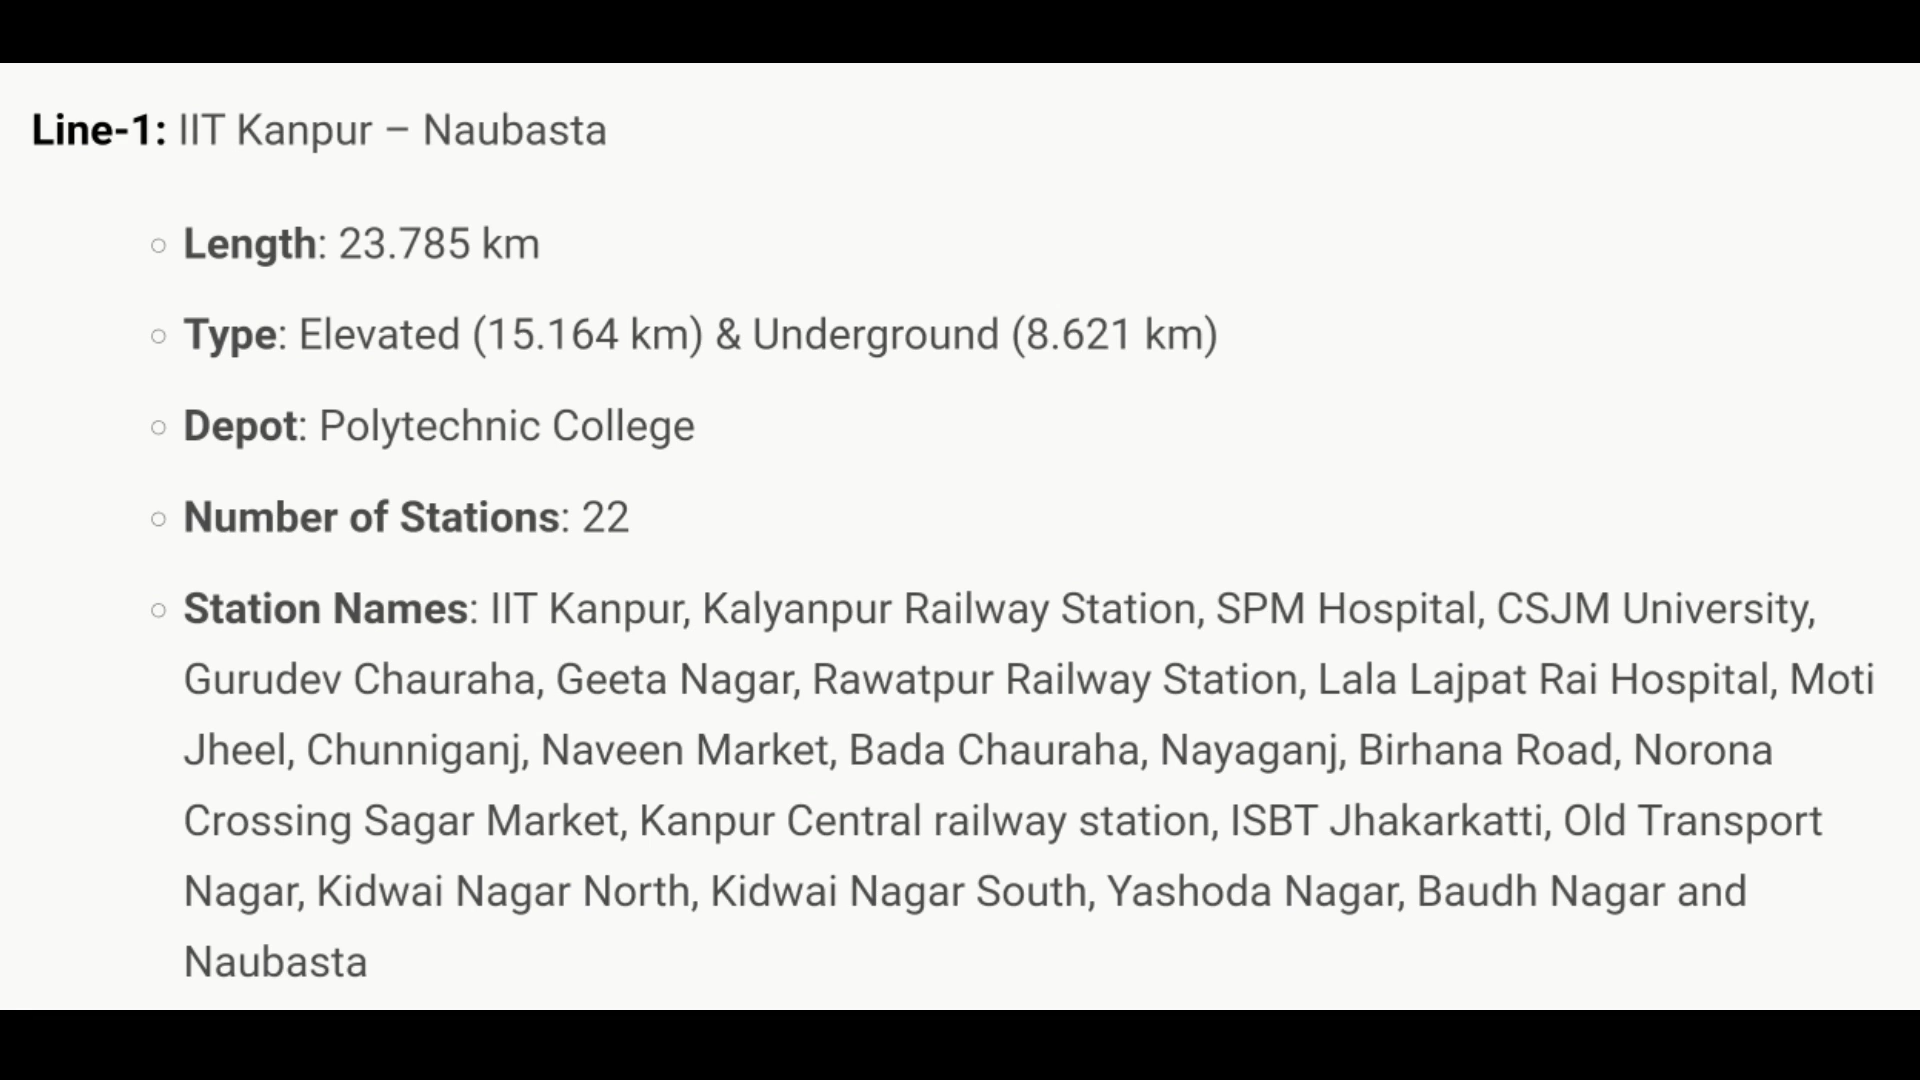 Line-1: IIT Kanpur – Naubasta
Length: 23.785 km
Type: Elevated (15.164 km) & Underground (8.621 km)
Depot: Polytechnic College
Number of Stations: 22
Station Names: IIT Kanpur, Kalyanpur Railway Station, SPM Hospital, CSJM University,
Gurudev Chauraha, Geeta Nagar, Rawatpur Railway Station, Lala Lajpat Rai Hospital, Moti
Jheel, Chunniganj, Naveen Market, Bada Chauraha, Nayaganj, Birhana Road, Norona
Crossing Sagar Market, Kanpur Central railway station, ISBT Jhakarkatti, Old Transport
Nagar, Kidwai Nagar North, Kidwai Nagar South, Yashoda Nagar, Baudh Nagar and
Naubasta